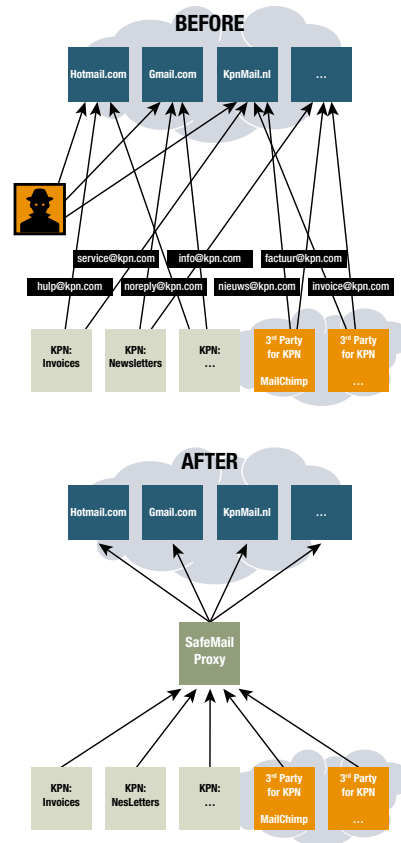 BEFORE
Hotmail.com
Gmail.com
KpnMail.nl
...
service@kpn.com
info@kpn.com
factuur@kpn.com
hulp@kpn.com
noreply@kpn.com
nieuws@kpn.com
invoice@kpn.com
KPN:
Invoices
KPN:
Newsletters
KPN:
...
3rd Party
for KPN
MailChimp
3rd Party
for KPN
...
AFTER
Hotmail.com
Gmail.com
KpnMail.nl
...
SafeMail
Proxy
KPN:
Invoices
KPN:
NesLetters
KPN:
...
3rd Party
for KPN
MailChimp
3rd Party
for KPN
...